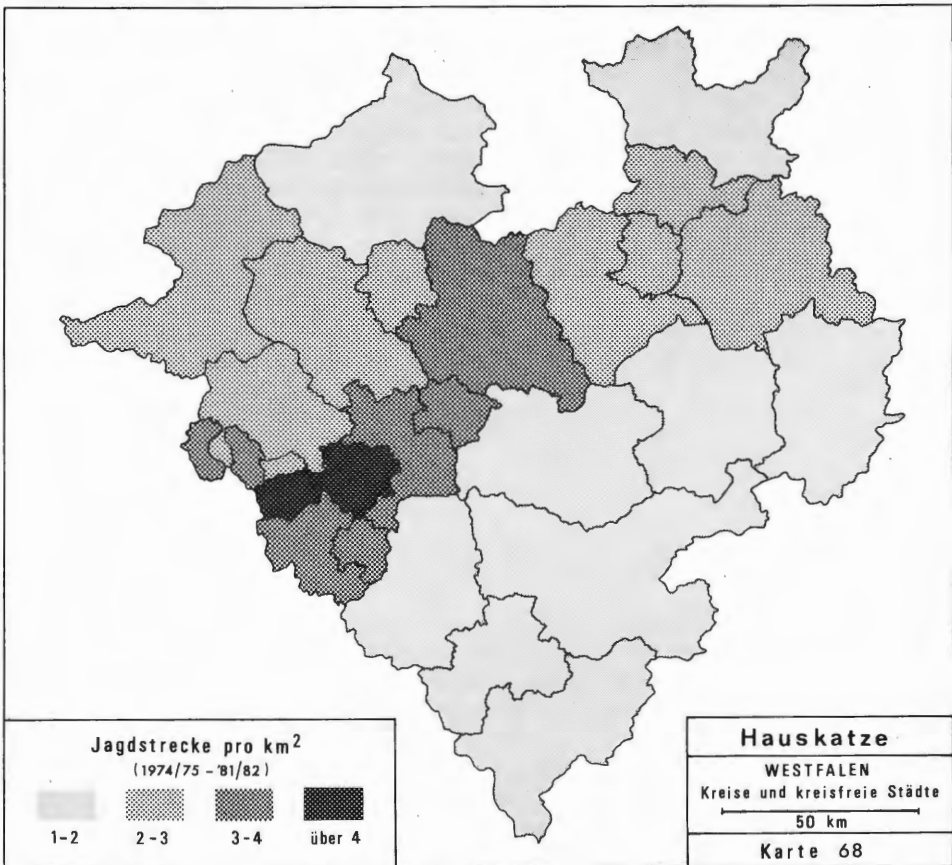 Jagdstrecke pro km²
(1974/75 - '81/82)
1-2 2-3 3-4 über 4
Hauskatze
WESTFALEN
Kreise und kreisfreie Städte
50 km
Karte 68